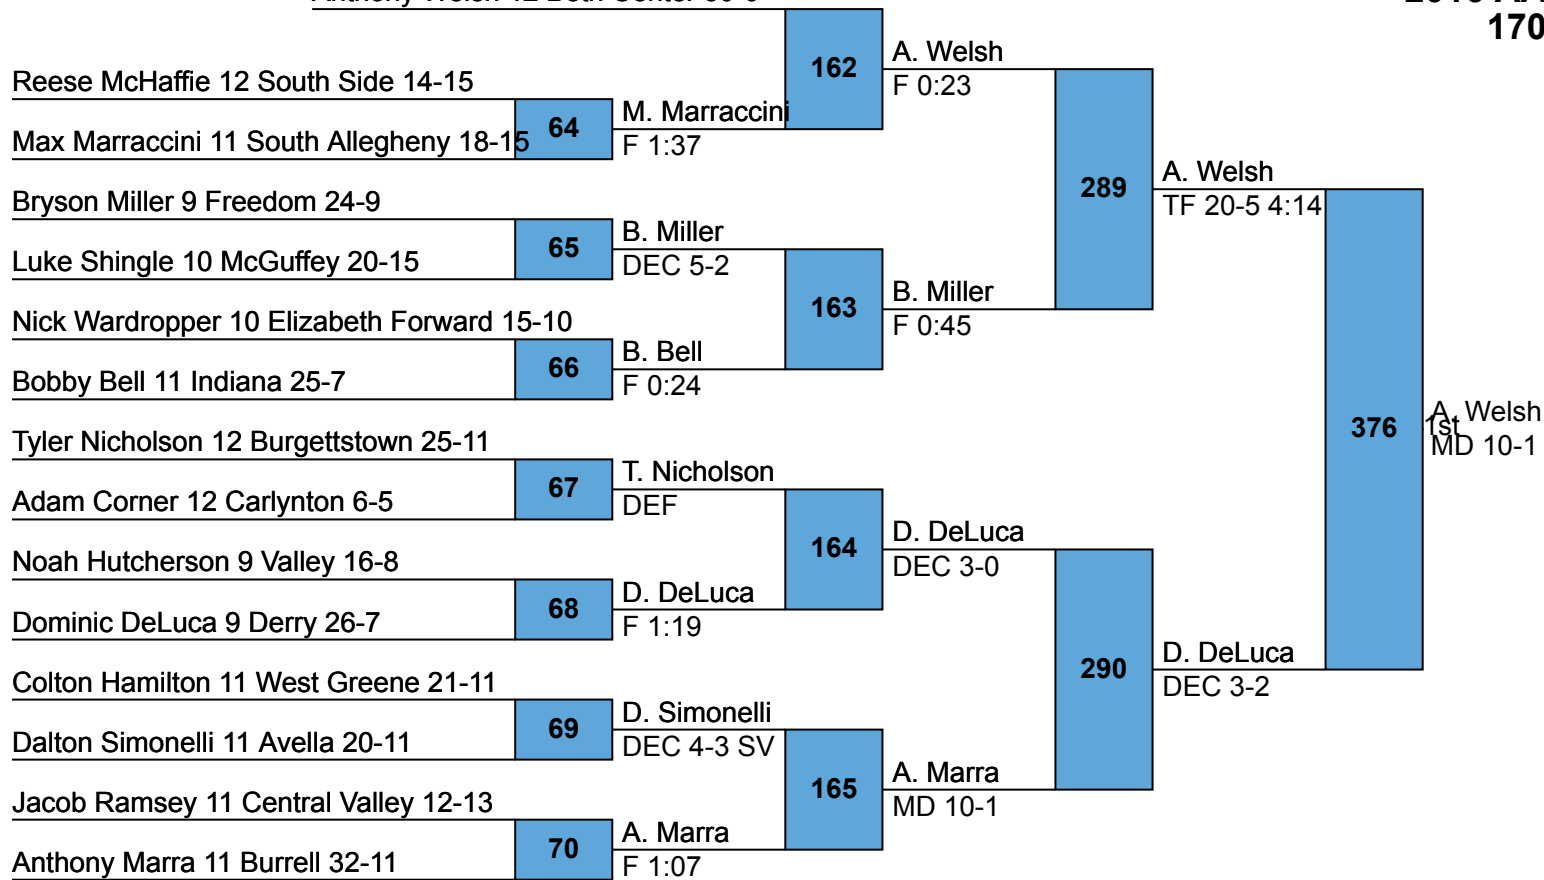 170
A. Welsh
F 0:23
162
Reese McHaffie 12 South Side 14-15
64
M. Marraccini
F 1:37
Max Marraccini 11 South Allegheny 18-15
289
A. Welsh
TF 20-5 4:14
Bryson Miller 9 Freedom 24-9
65
B. Miller
DEC 5-2
Luke Shingle 10 McGuffey 20-15
163
B. Miller
F 0:45
Nick Wardropper 10 Elizabeth Forward 15-10
66
B. Bell
F 0:24
Bobby Bell 11 Indiana 25-7
376
A. Welsh
1st
MD 10-1
Tyler Nicholson 12 Burgettstown 25-11
67
T. Nicholson
DEF
Adam Corner 12 Carlynton 6-5
164
D. DeLuca
DEC 3-0
Noah Hutcherson 9 Valley 16-8
68
D. DeLuca
F 1:19
Dominic DeLuca 9 Derry 26-7
290
D. DeLuca
DEC 3-2
Colton Hamilton 11 West Greene 21-11
69
D. Simonelli
DEC 4-3 SV
Dalton Simonelli 11 Avella 20-11
165
A. Marra
MD 10-1
Jacob Ramsey 11 Central Valley 12-13
70
A. Marra
F 1:07
Anthony Marra 11 Burrell 32-11